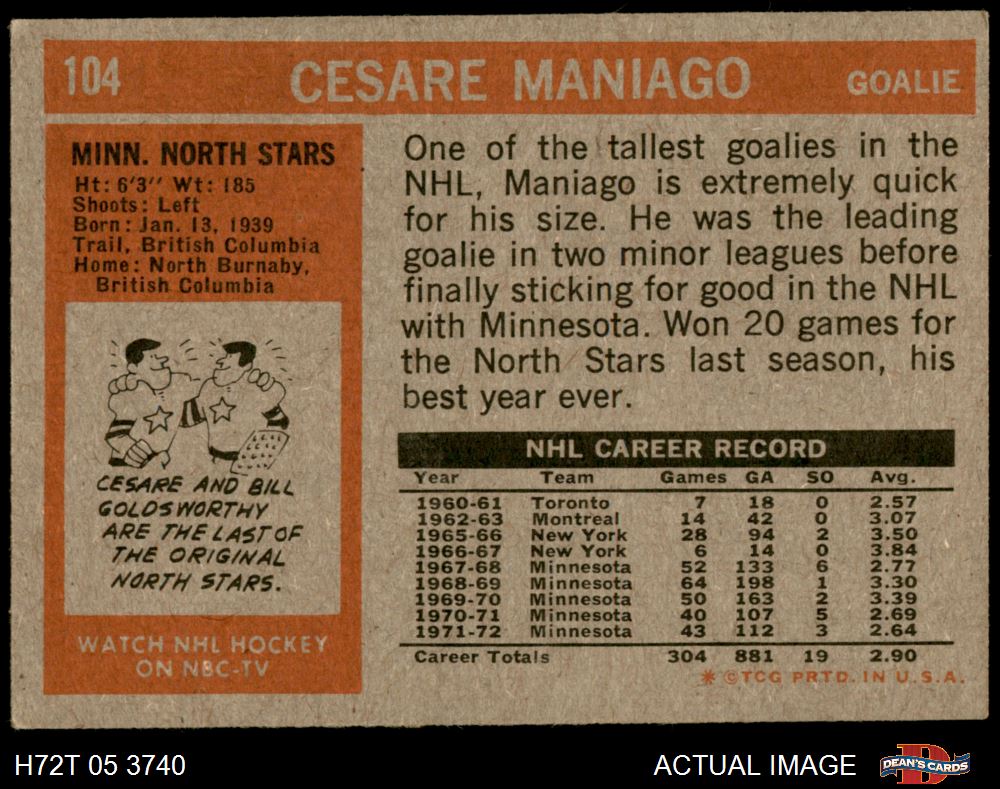 104 CESARE MANIAGO GOALIE
MINN. NORTH STARS
Ht: 6'3" Wt: 185
Shoots: Left
Born: Jan. 13, 1939
Trail, British Columbia
Home: North Burnaby,
British Columbia
CESARE AND BILL
GOLDSWORTHY
ARE THE LAST OF
THE ORIGINAL
NORTH STARS.
WATCH NHL HOCKEY
ON NBC-TV
One of the tallest goalies in the
NHL, Maniago is extremely quick
for his size. He was the leading
goalie in two minor leagues before
finally sticking for good in the NHL
with Minnesota. Won 20 games for
the North Stars last season, his
best year ever.
NHL CAREER RECORD
Year Team Games GA SO Avg.
1960-61 Toronto 7 18 0 2.57
1962-63 Montreal 14 42 0 3.07
1965-66 New York 28 94 2 3.50
1966-67 New York 6 14 0 3.84
1967-68 Minnesota 52 133 6 2.77
1968-69 Minnesota 64 198 1 3.30
1969-70 Minnesota 50 163 2 3.39
1970-71 Minnesota 40 107 5 2.69
1971-72 Minnesota 43 112 3 2.64
Career Totals 304 881 19 2.90
* ©TCG PRTD. IN U.S.A.
H72T 05 3740 ACTUAL IMAGE DEAN'S CARDS